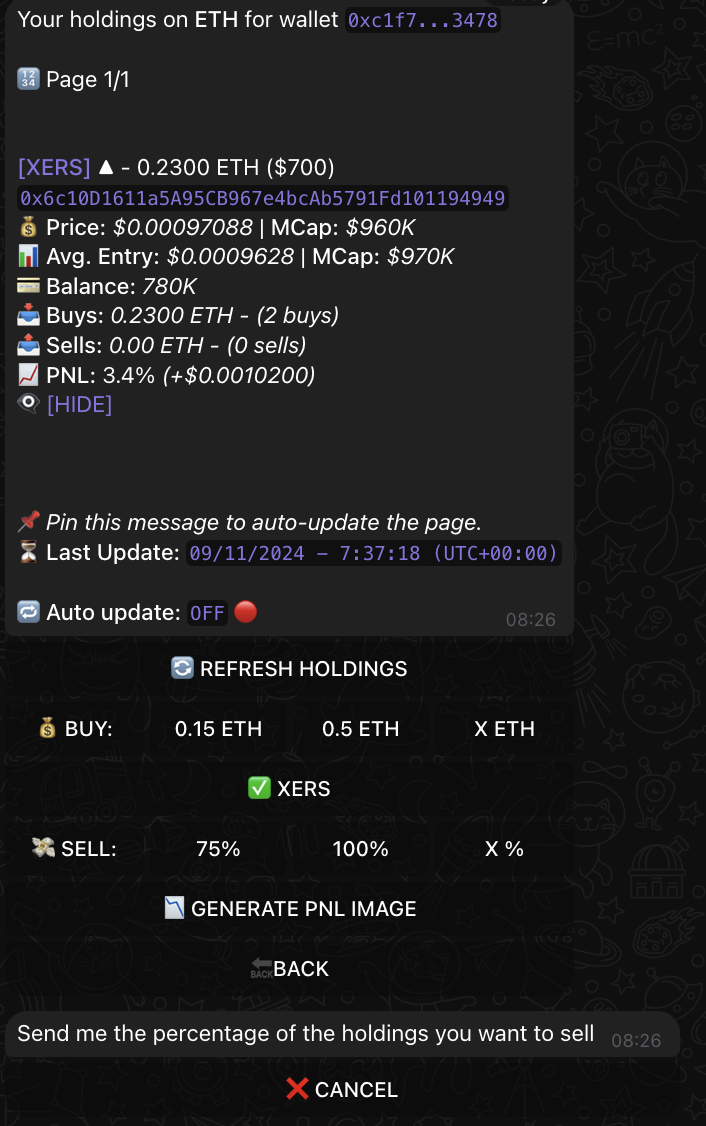 Your holdings on ETH for wallet 0xc1f7...3478
🔢 Page 1/1
[XERS] ▲ - 0.2300 ETH ($700)
0x6c10D1611a5A95CB967e4bcAb5791Fd101194949
💰 Price: $0.00097088 | MCap: $960K
📊 Avg. Entry: $0.0009628 | MCap: $970K
💳 Balance: 780K
📥 Buys: 0.2300 ETH - (2 buys)
📤 Sells: 0.00 ETH - (0 sells)
📈 PNL: 3.4% (+$0.0010200)
👁‍🗨 [HIDE]
📌 Pin this message to auto-update the page.
⏳ Last Update: 09/11/2024 – 7:37:18 (UTC+00:00)
🔁 Auto update: OFF 🔴
08:26
🔄 REFRESH HOLDINGS
💰 BUY: 0.15 ETH 0.5 ETH X ETH
✅ XERS
💸 SELL: 75% 100% X %
📉 GENERATE PNL IMAGE
🔙BACK
Send me the percentage of the holdings you want to sell 08:26
❌ CANCEL
E=mc²